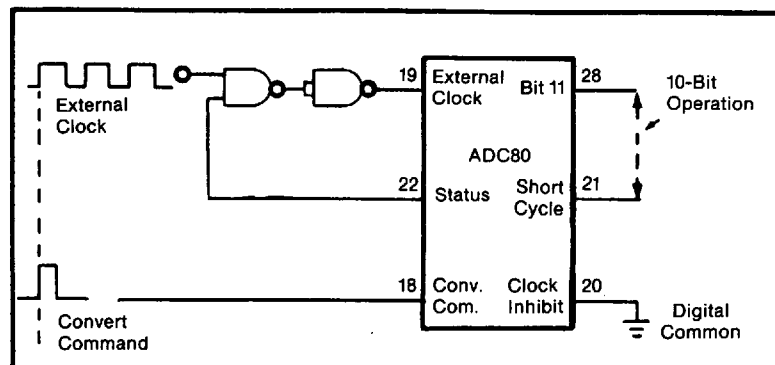 External
Clock
19
External
Clock
Bit 11
28
10-Bit
Operation
ADC80
22
Status
Short
Cycle
21
18
Conv.
Com.
Clock
Inhibit
20
Convert
Command
Digital
Common